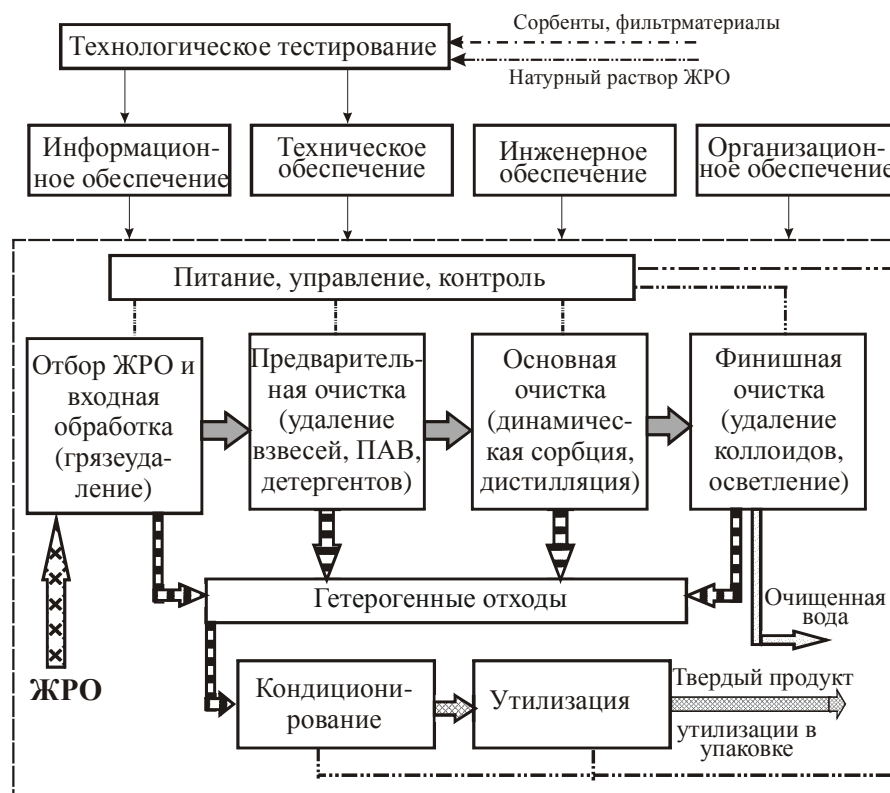 Сорбенты, фильтрматериалы
Технологическое тестирование
Натурный раствор ЖРО
Информацион-
ное обеспечение
Техническое
обеспечение
Инженерное
обеспечение
Организацион-
ное обеспечение
Питание, управление, контроль
Отбор ЖРО и
входная
обработка
(грязеуда-
ление)
Предваритель-
ная очистка
(удаление
взвесей, ПАВ,
детергентов)
Основная
очистка
(динамичес-
кая сорбция,
дистилляция)
Финишная
очистка
(удаление
коллоидов,
осветление)
Гетерогенные отходы
Очищенная
вода
ЖРО
Кондициони-
рование
Утилизация
Твердый продукт
утилизации в
упаковке